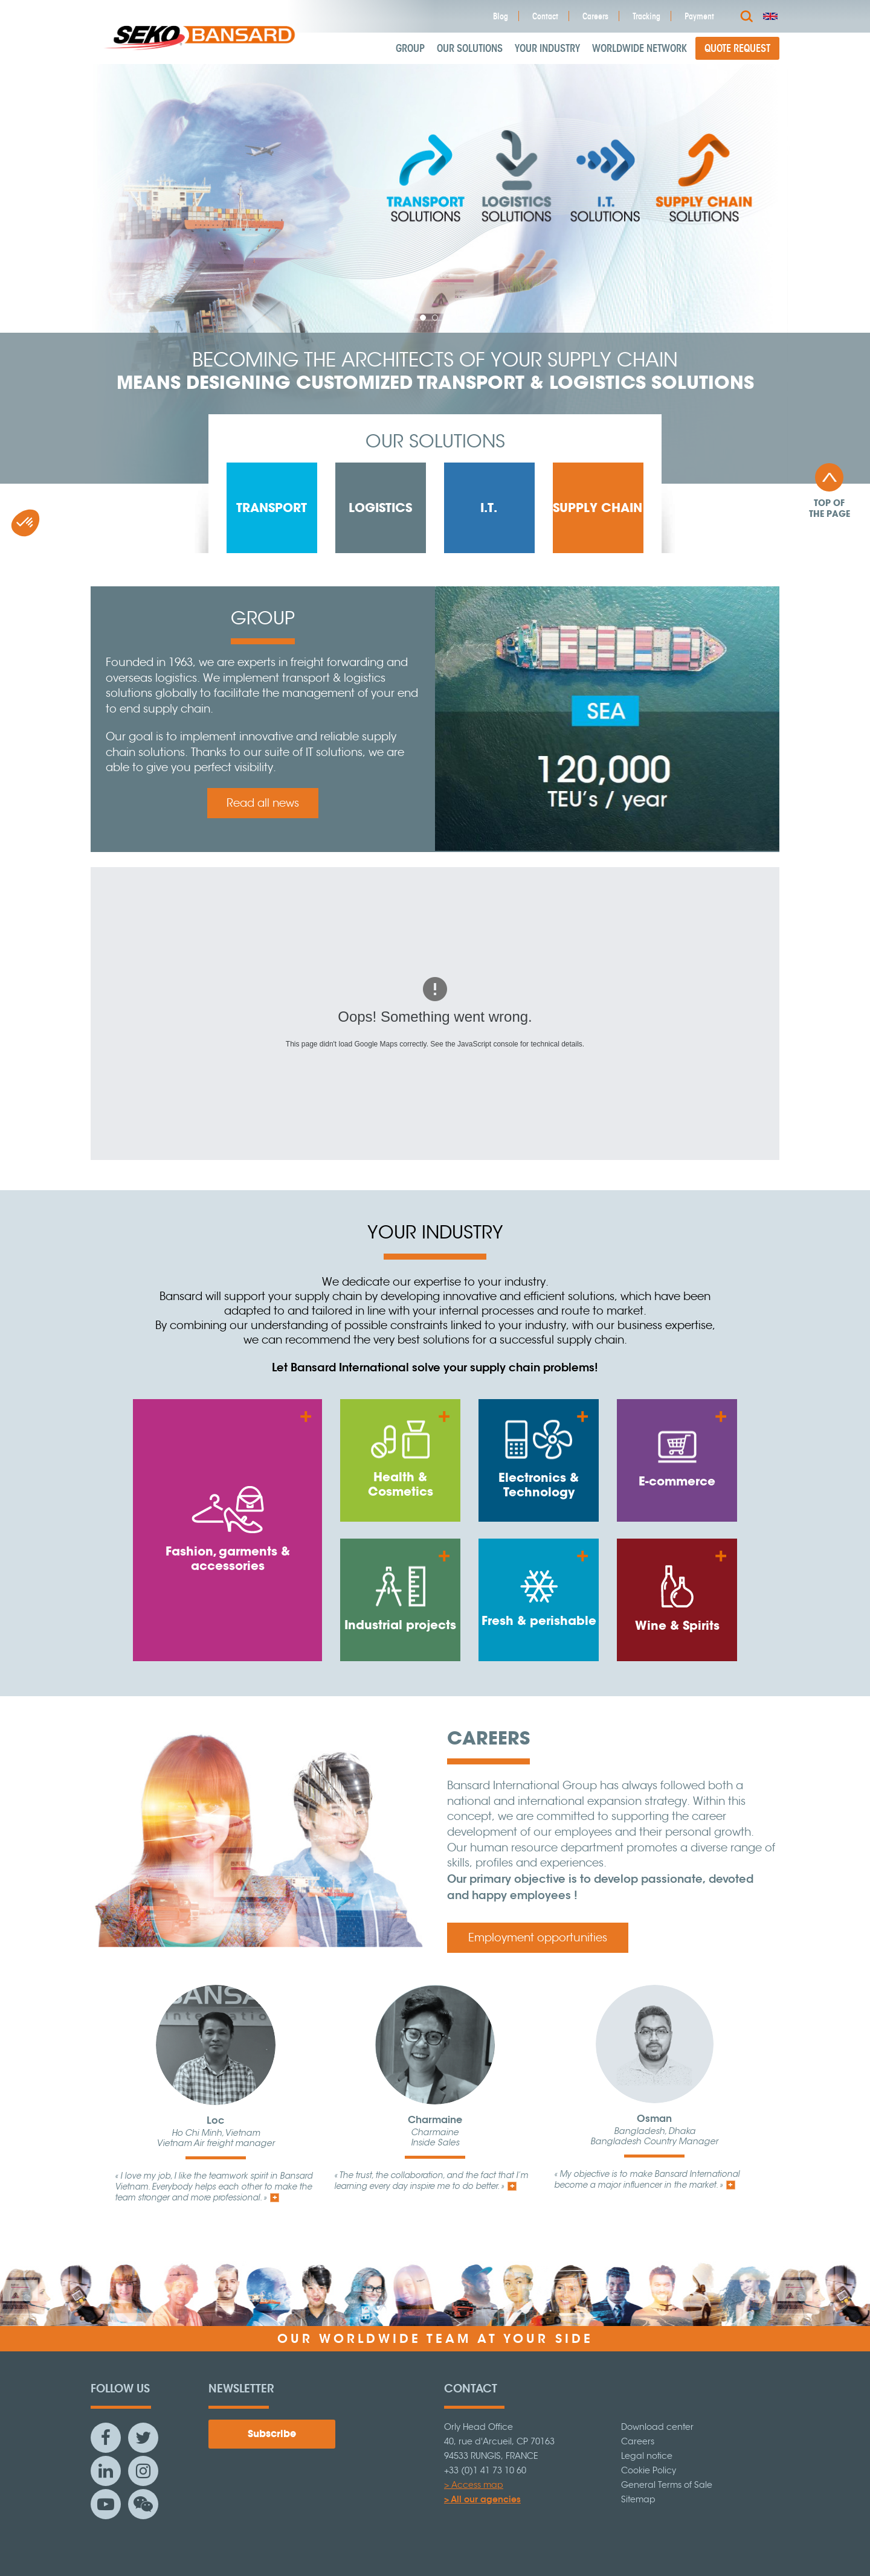 Blog
Contact
Careers
Tracking
Payment
SEKO BANSARD
GROUP
OUR SOLUTIONS
YOUR INDUSTRY
WORLDWIDE NETWORK
QUOTE REQUEST
TRANSPORT
SOLUTIONS
LOGISTICS
SOLUTIONS
I.T.
SOLUTIONS
SUPPLY CHAIN
SOLUTIONS
BECOMING THE ARCHITECTS OF YOUR SUPPLY CHAIN
MEANS DESIGNING CUSTOMIZED TRANSPORT & LOGISTICS SOLUTIONS
OUR SOLUTIONS
TRANSPORT
LOGISTICS
I.T.
SUPPLY CHAIN
TOP OF
THE PAGE
GROUP
Founded in 1963, we are experts in freight forwarding and
overseas logistics. We implement transport & logistics
solutions globally to facilitate the management of your end
to end supply chain.
Our goal is to implement innovative and reliable supply
chain solutions. Thanks to our suite of IT solutions, we are
able to give you perfect visibility.
Read all news
SEA
120,000
TEU's / year
Oops! Something went wrong.
This page didn't load Google Maps correctly. See the JavaScript console for technical details.
YOUR INDUSTRY
We dedicate our expertise to your industry.
Bansard will support your supply chain by developing innovative and efficient solutions, which have been
adapted to and tailored in line with your internal processes and route to market.
By combining our understanding of possible constraints linked to your industry, with our business expertise,
we can recommend the very best solutions for a successful supply chain.
Let Bansard International solve your supply chain problems!
Fashion, garments &
accessories
Health &
Cosmetics
Electronics &
Technology
E-commerce
Industrial projects
Fresh & perishable
Wine & Spirits
CAREERS
Bansard International Group has always followed both a
national and international expansion strategy. Within this
concept, we are committed to supporting the career
development of our employees and their personal growth.
Our human resource department promotes a diverse range of
skills, profiles and experiences.
Our primary objective is to develop passionate, devoted
and happy employees !
Employment opportunities
Loc
Ho Chi Minh, Vietnam
Vietnam Air freight manager
« I love my job, I like the teamwork spirit in Bansard
Vietnam. Everybody helps each other to make the
team stronger and more professional. »
Charmaine
Charmaine
Inside Sales
« The trust, the collaboration, and the fact that I'm
learning every day inspire me to do better. »
Osman
Bangladesh, Dhaka
Bangladesh Country Manager
« My objective is to make Bansard International
become a major influencer in the market. »
OUR WORLDWIDE TEAM AT YOUR SIDE
FOLLOW US
NEWSLETTER
Subscribe
CONTACT
Orly Head Office
40, rue d'Arcueil, CP 70163
94533 RUNGIS, FRANCE
+33 (0)1 41 73 10 60
> Access map
> All our agencies
Download center
Careers
Legal notice
Cookie Policy
General Terms of Sale
Sitemap